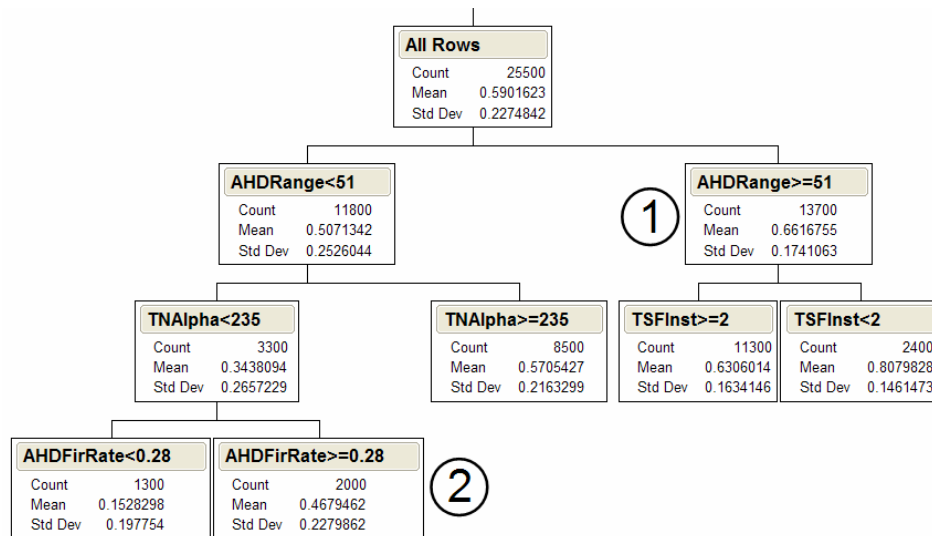 All Rows
Count 25500
Mean 0.5901623
Std Dev 0.2274842
AHDRange<51
Count 11800
Mean 0.5071342
Std Dev 0.2526044
1
AHDRange>=51
Count 13700
Mean 0.6616755
Std Dev 0.1741063
TNAlpha<235
Count 3300
Mean 0.3438094
Std Dev 0.2657229
TNAlpha>=235
Count 8500
Mean 0.5705427
Std Dev 0.2163299
TSFInst>=2
Count 11300
Mean 0.6306014
Std Dev 0.1634146
TSFInst<2
Count 2400
Mean 0.8079828
Std Dev 0.1461473
AHDFirRate<0.28
Count 1300
Mean 0.1528298
Std Dev 0.197754
AHDFirRate>=0.28
Count 2000
Mean 0.4679462
Std Dev 0.2279862
2